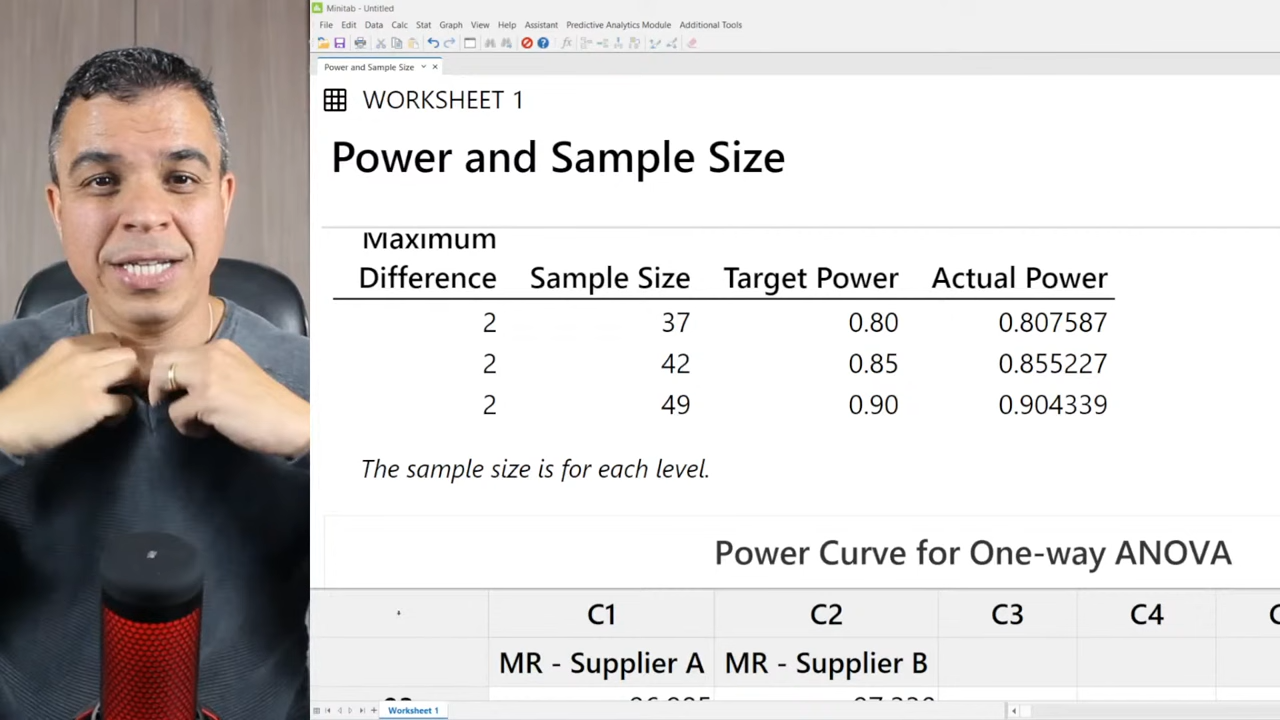 Minitab - Untitled
File Edit Data Calc Stat Graph View Help Assistant Predictive Analytics Module Additional Tools
Power and Sample Size
WORKSHEET 1
Power and Sample Size
Maximum
Difference Sample Size Target Power Actual Power
2 37 0.80 0.807587
2 42 0.85 0.855227
2 49 0.90 0.904339
The sample size is for each level.
Power Curve for One-way ANOVA
C1 C2 C3 C4
MR - Supplier A MR - Supplier B
Worksheet 1